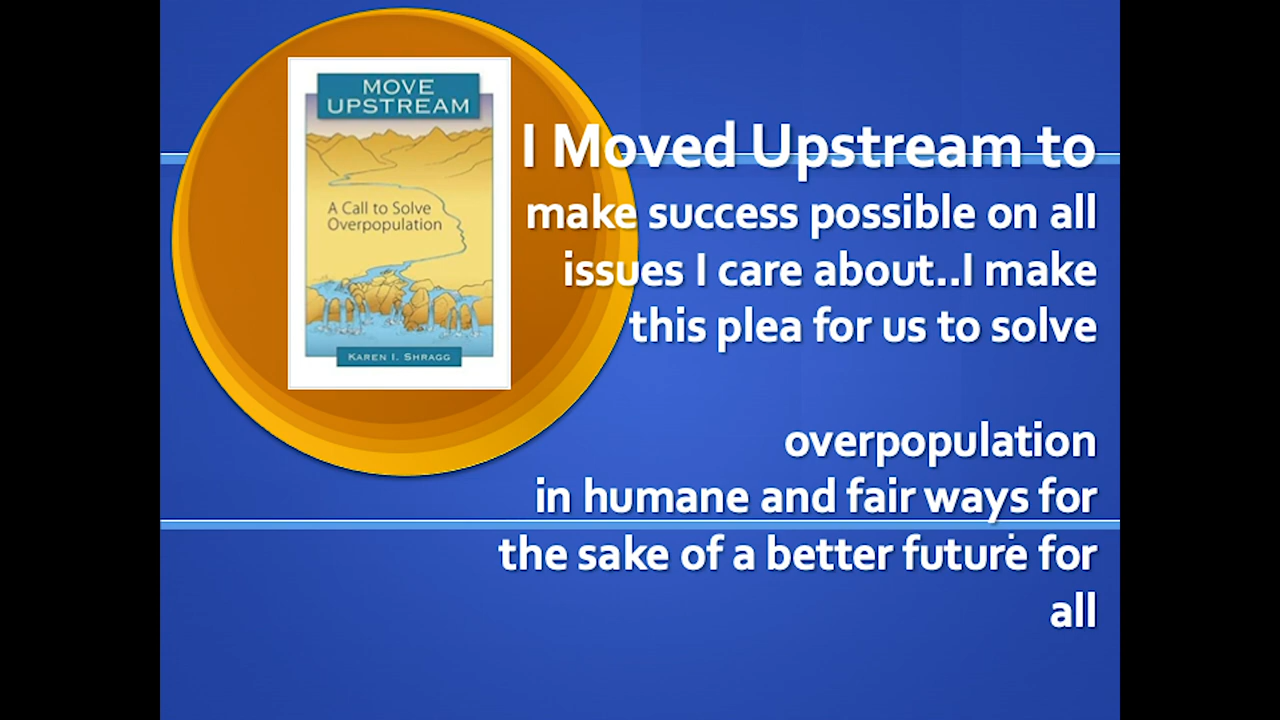 MOVE
UPSTREAM
A Call to Solve
Overpopulation
KAREN I. SHRAGG
I Moved Upstream to
make success possible on all
issues I care about..I make
this plea for us to solve
overpopulation
in humane and fair ways for
the sake of a better future for
all